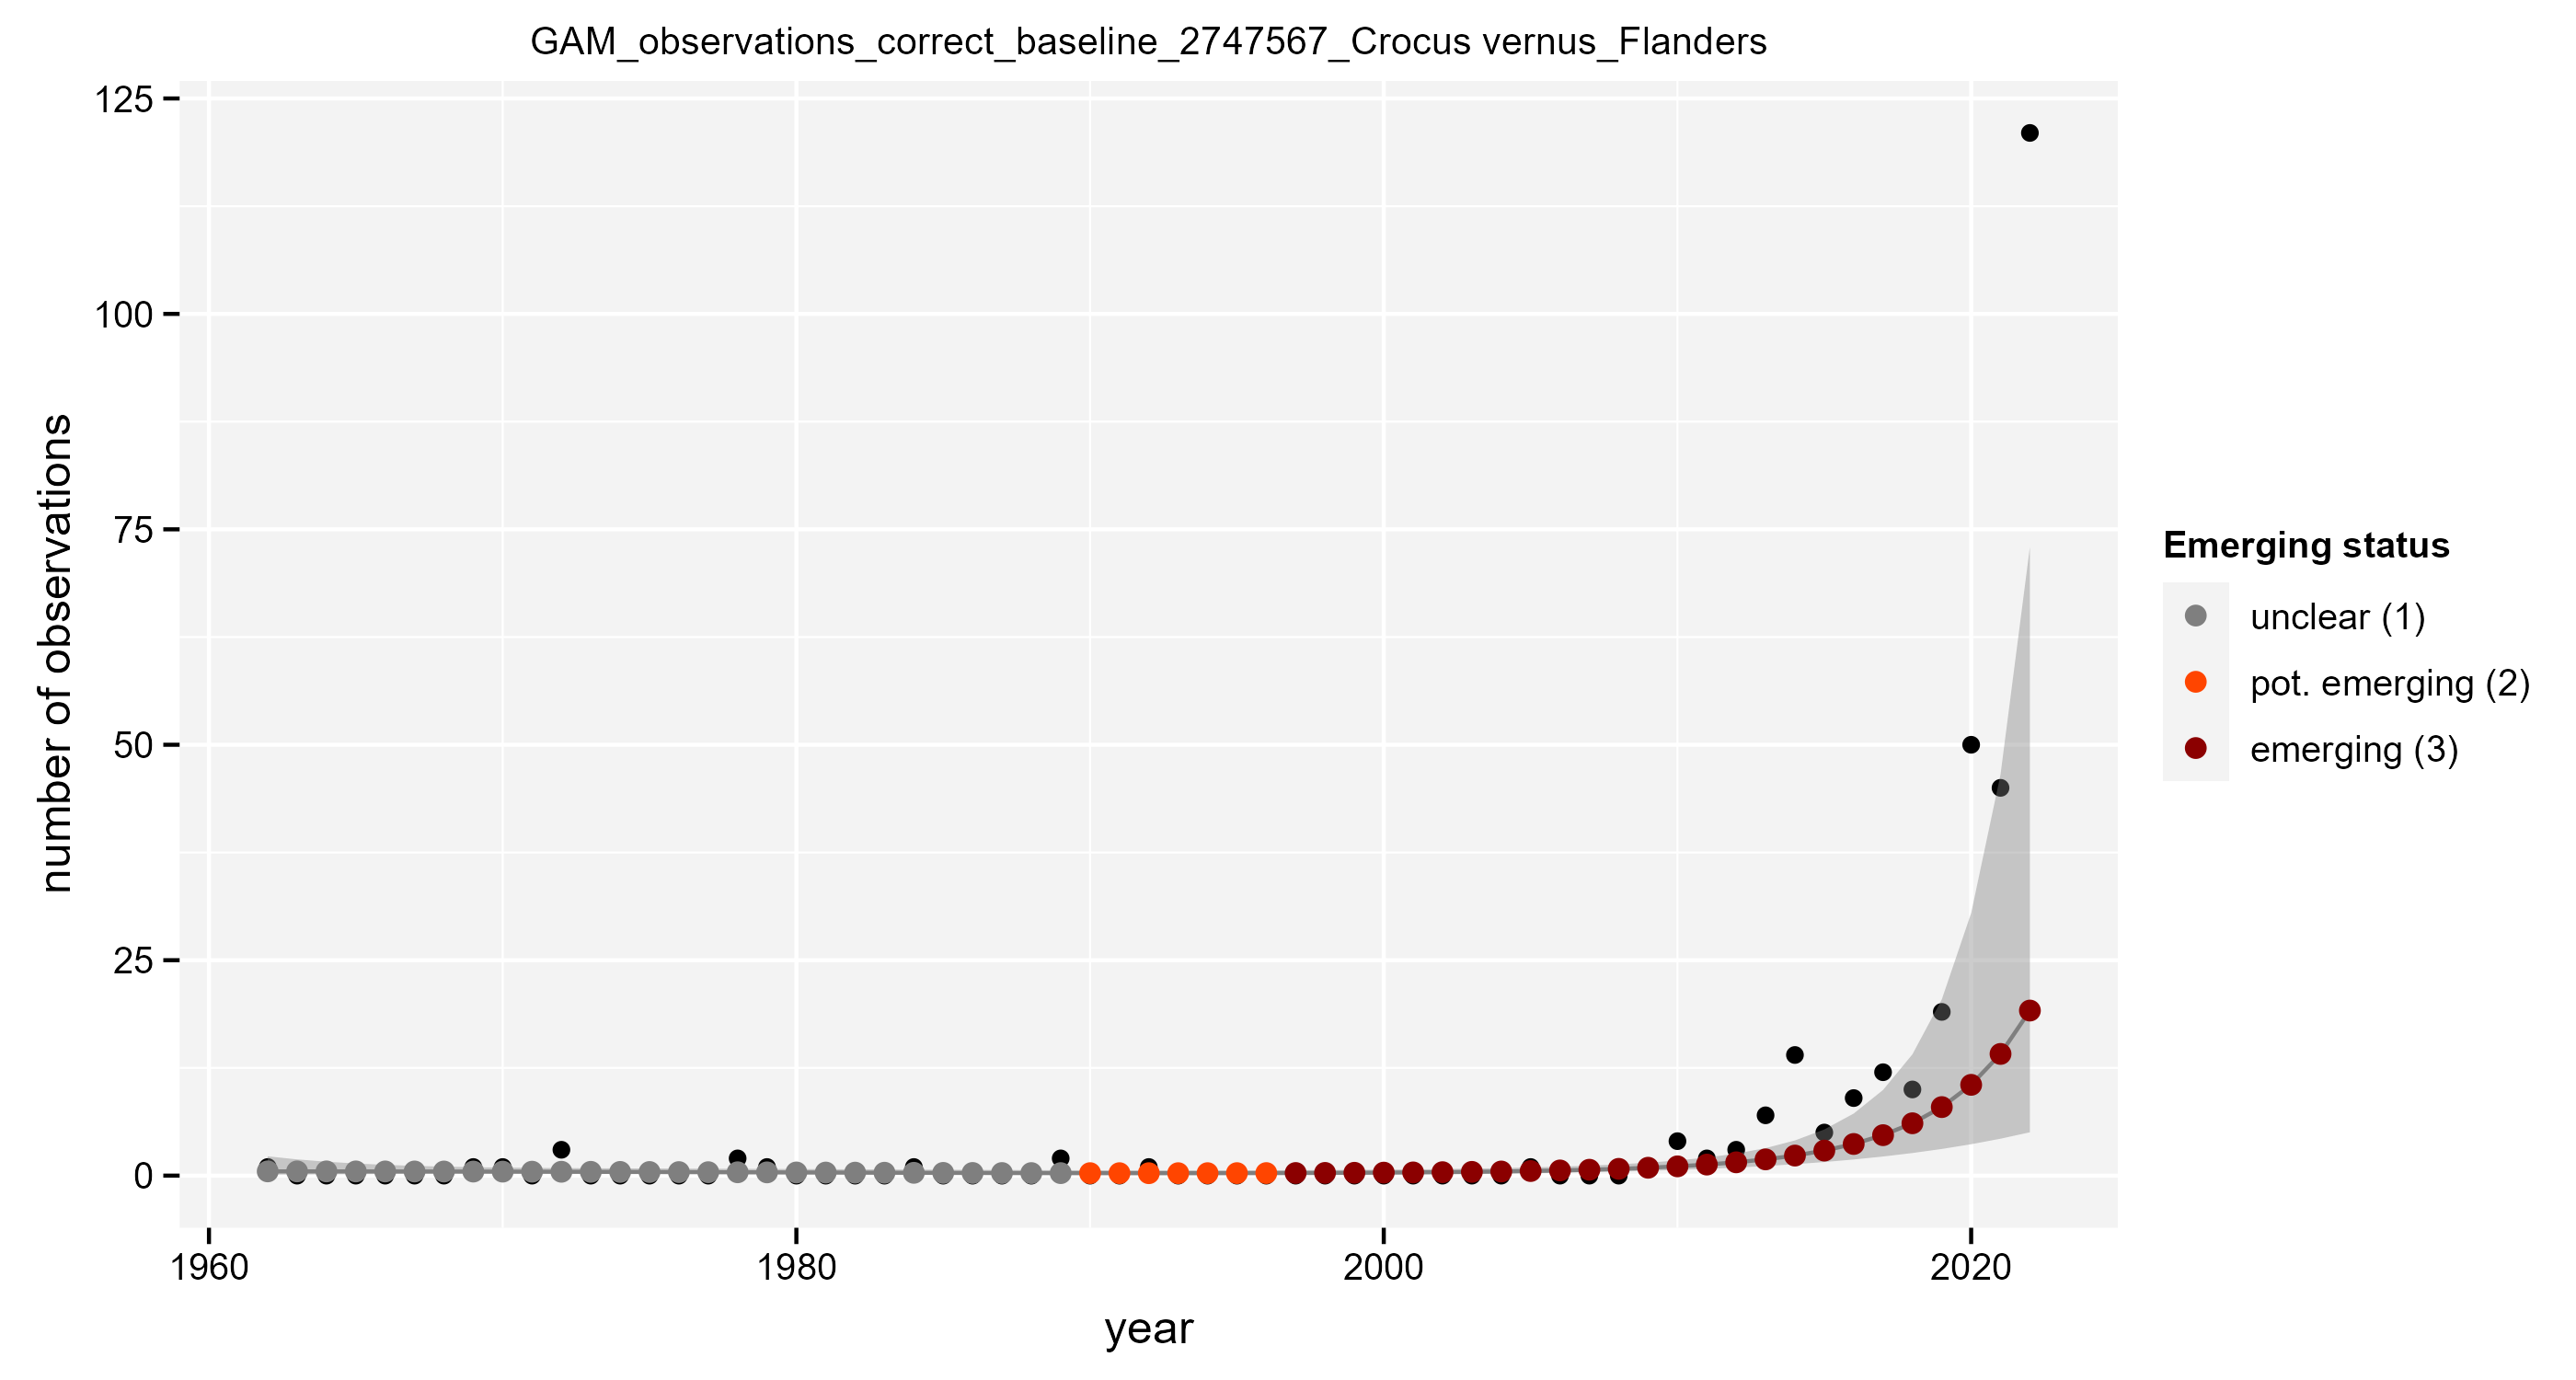 GAM_observations_correct_baseline_2747567_Crocus vernus_Flanders
125
100
75
50
25
0
number of observations
1960
1980
2000
2020
year
Emerging status
unclear (1)
pot. emerging (2)
emerging (3)